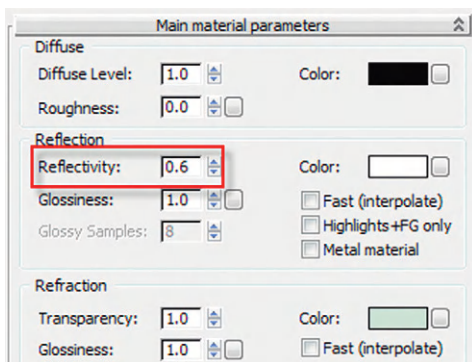 Main material parameters
Diffuse
Diffuse Level: 1.0 Color:
Roughness: 0.0
Reflection
Reflectivity: 0.6 Color:
Glossiness: 1.0 Fast (interpolate)
Glossy Samples: 8 Highlights+FG only
Metal material
Refraction
Transparency: 1.0 Color:
Glossiness: 1.0 Fast (interpolate)